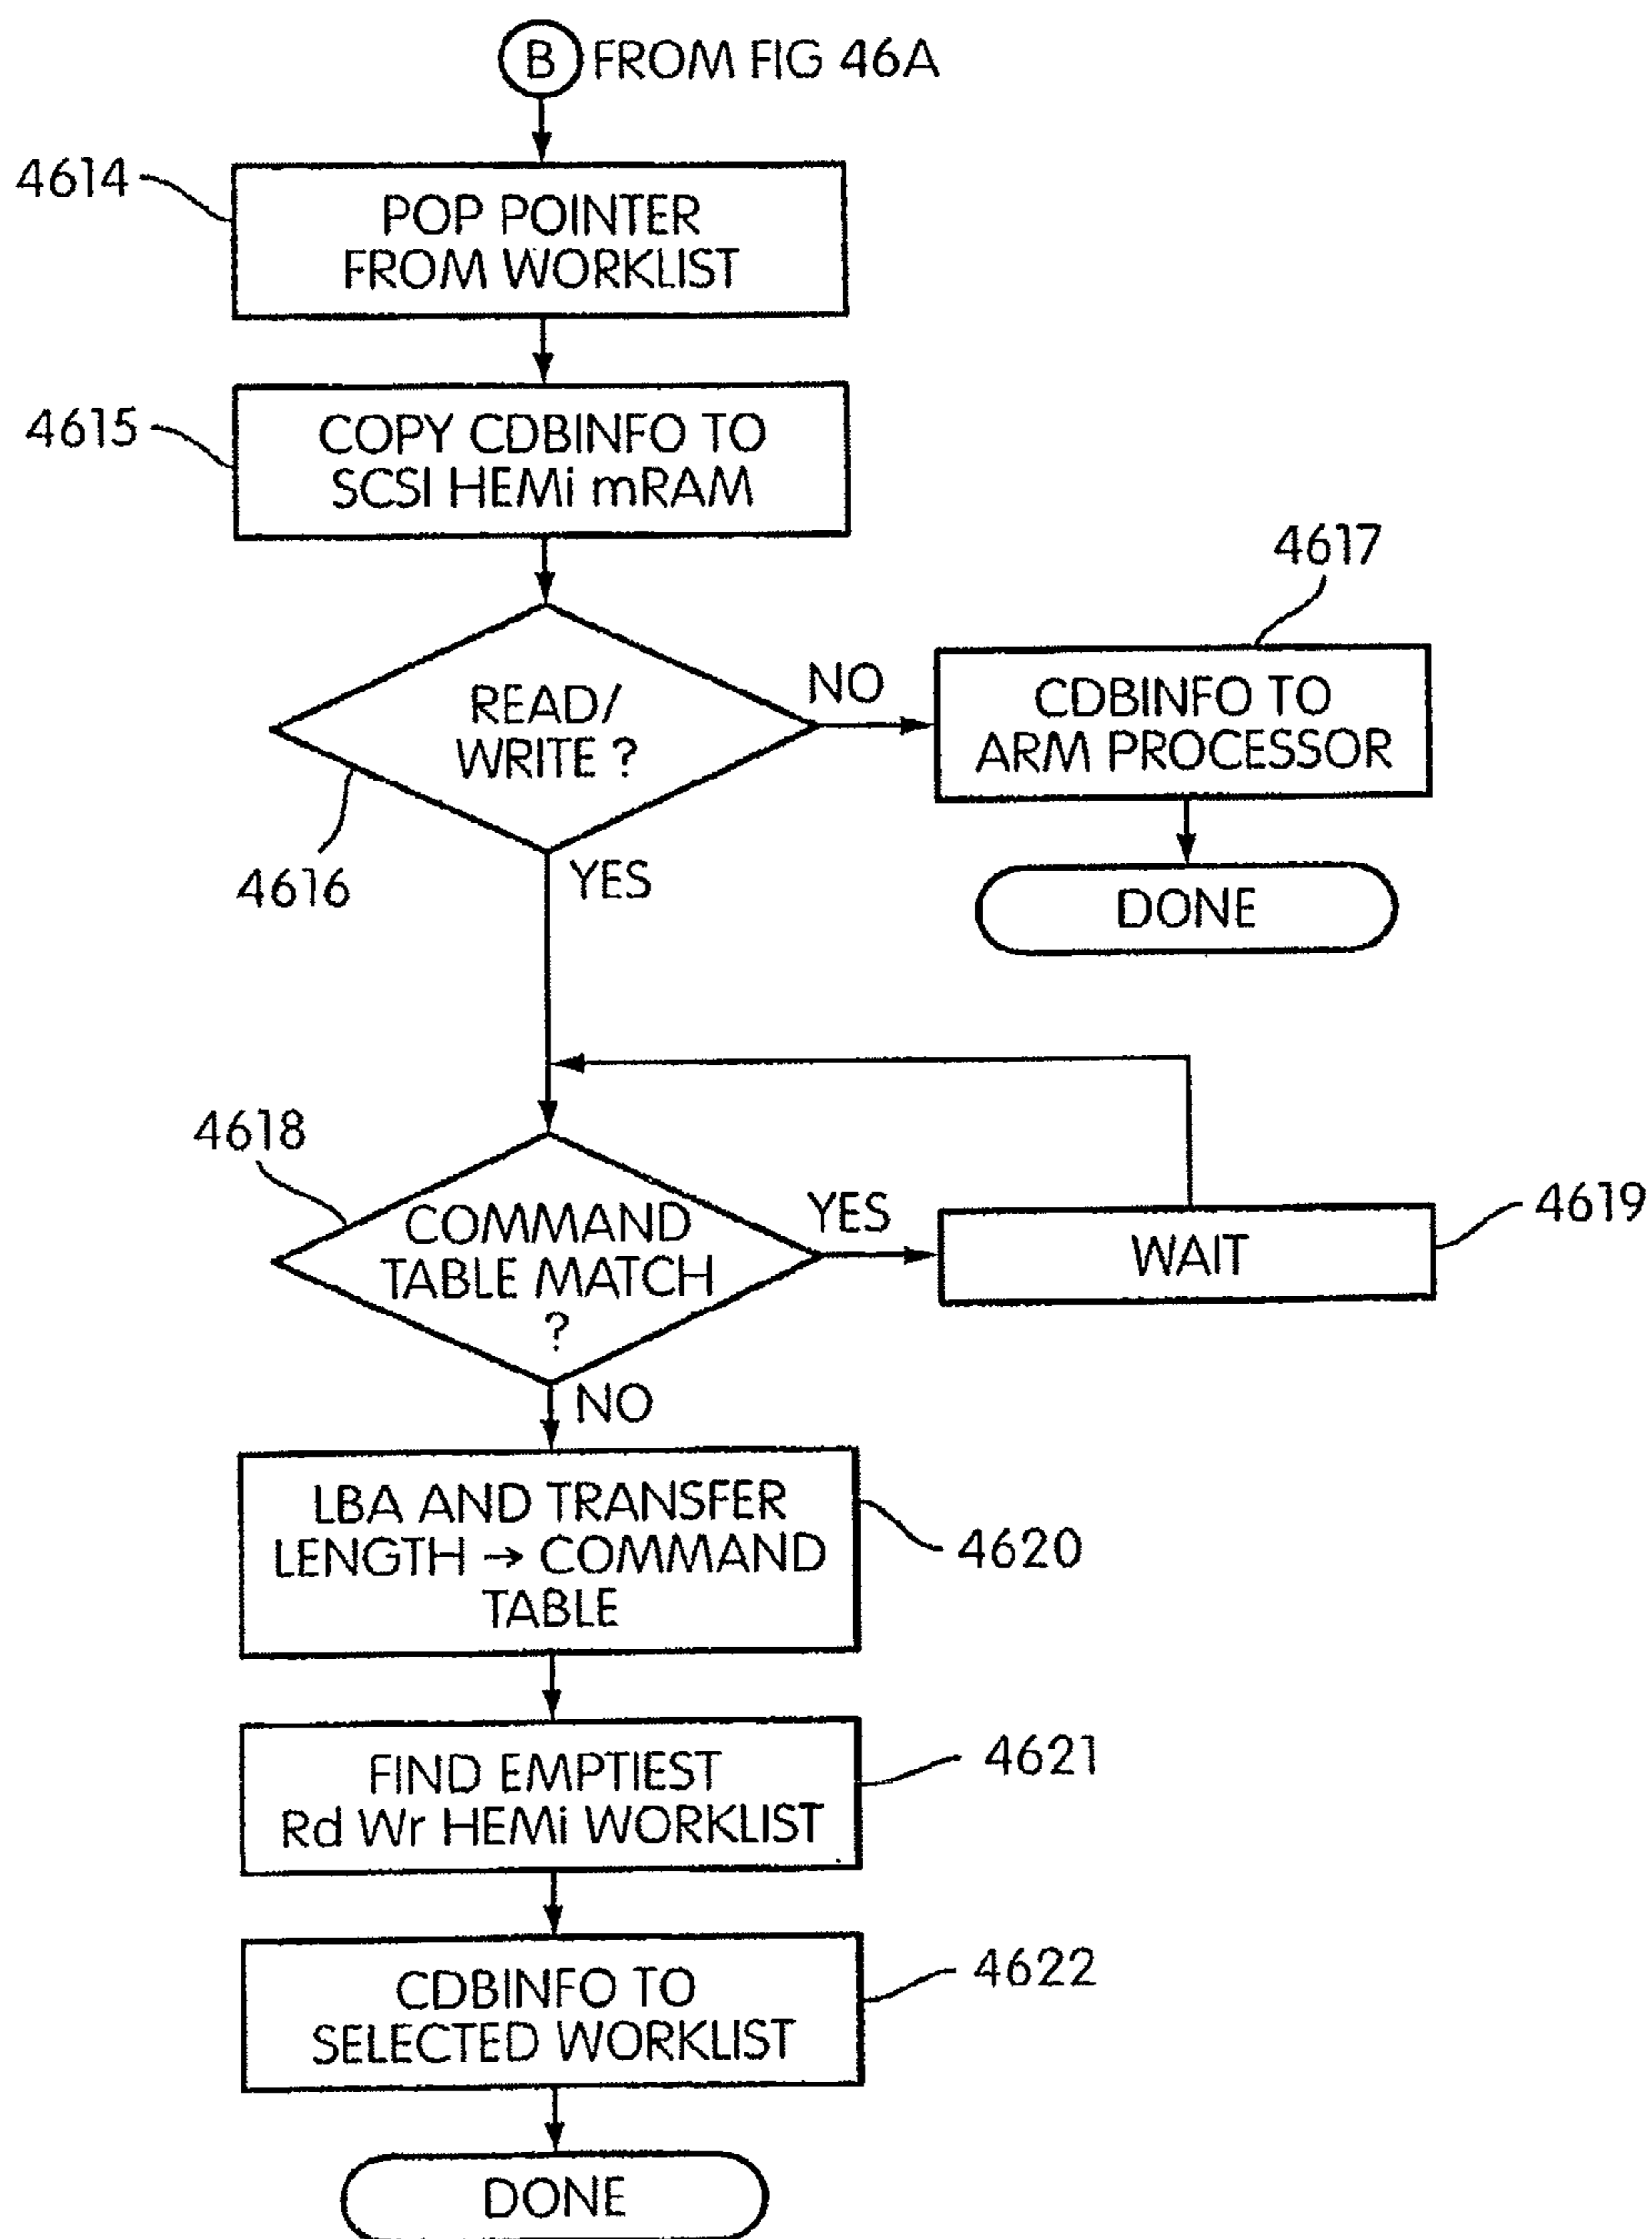 B FROM FIG 46A
4614
POP POINTER
FROM WORKLIST
4615
COPY CDBINFO TO
SCSI HEMi mRAM
4616
READ/
WRITE ?
NO
4617
CDBINFO TO
ARM PROCESSOR
DONE
YES
4618
COMMAND
TABLE MATCH
?
YES
WAIT
4619
NO
LBA AND TRANSFER
LENGTH → COMMAND
TABLE
4620
FIND EMPTIEST
Rd Wr HEMi WORKLIST
4621
CDBINFO TO
SELECTED WORKLIST
4622
DONE